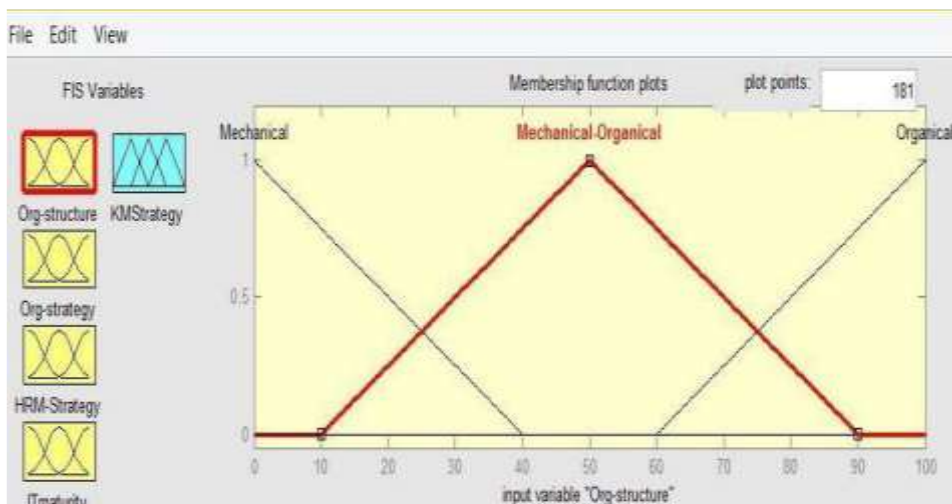 File Edit View
FIS Variables
Membership function plots
plot points: 181
Mechanical
Mechanical-Organical
Organical
1
Org-structure KMStrategy
0.5
Org-strategy
HRM-Strategy
0
0 10 20 30 40 50 60 70 80 90 100
ITmaturity
input variable "Org-structure"